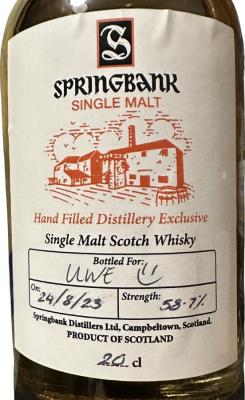 S
SPRINGBANK
SINGLE MALT
Hand Filled Distillery Exclusive
Single Malt Scotch Whisky
Bottled For:
UWE
On: 24/8/23 Strength: 58.7%
Springbank Distillers Ltd, Campbeltown, Scotland.
PRODUCT OF SCOTLAND
20 cl